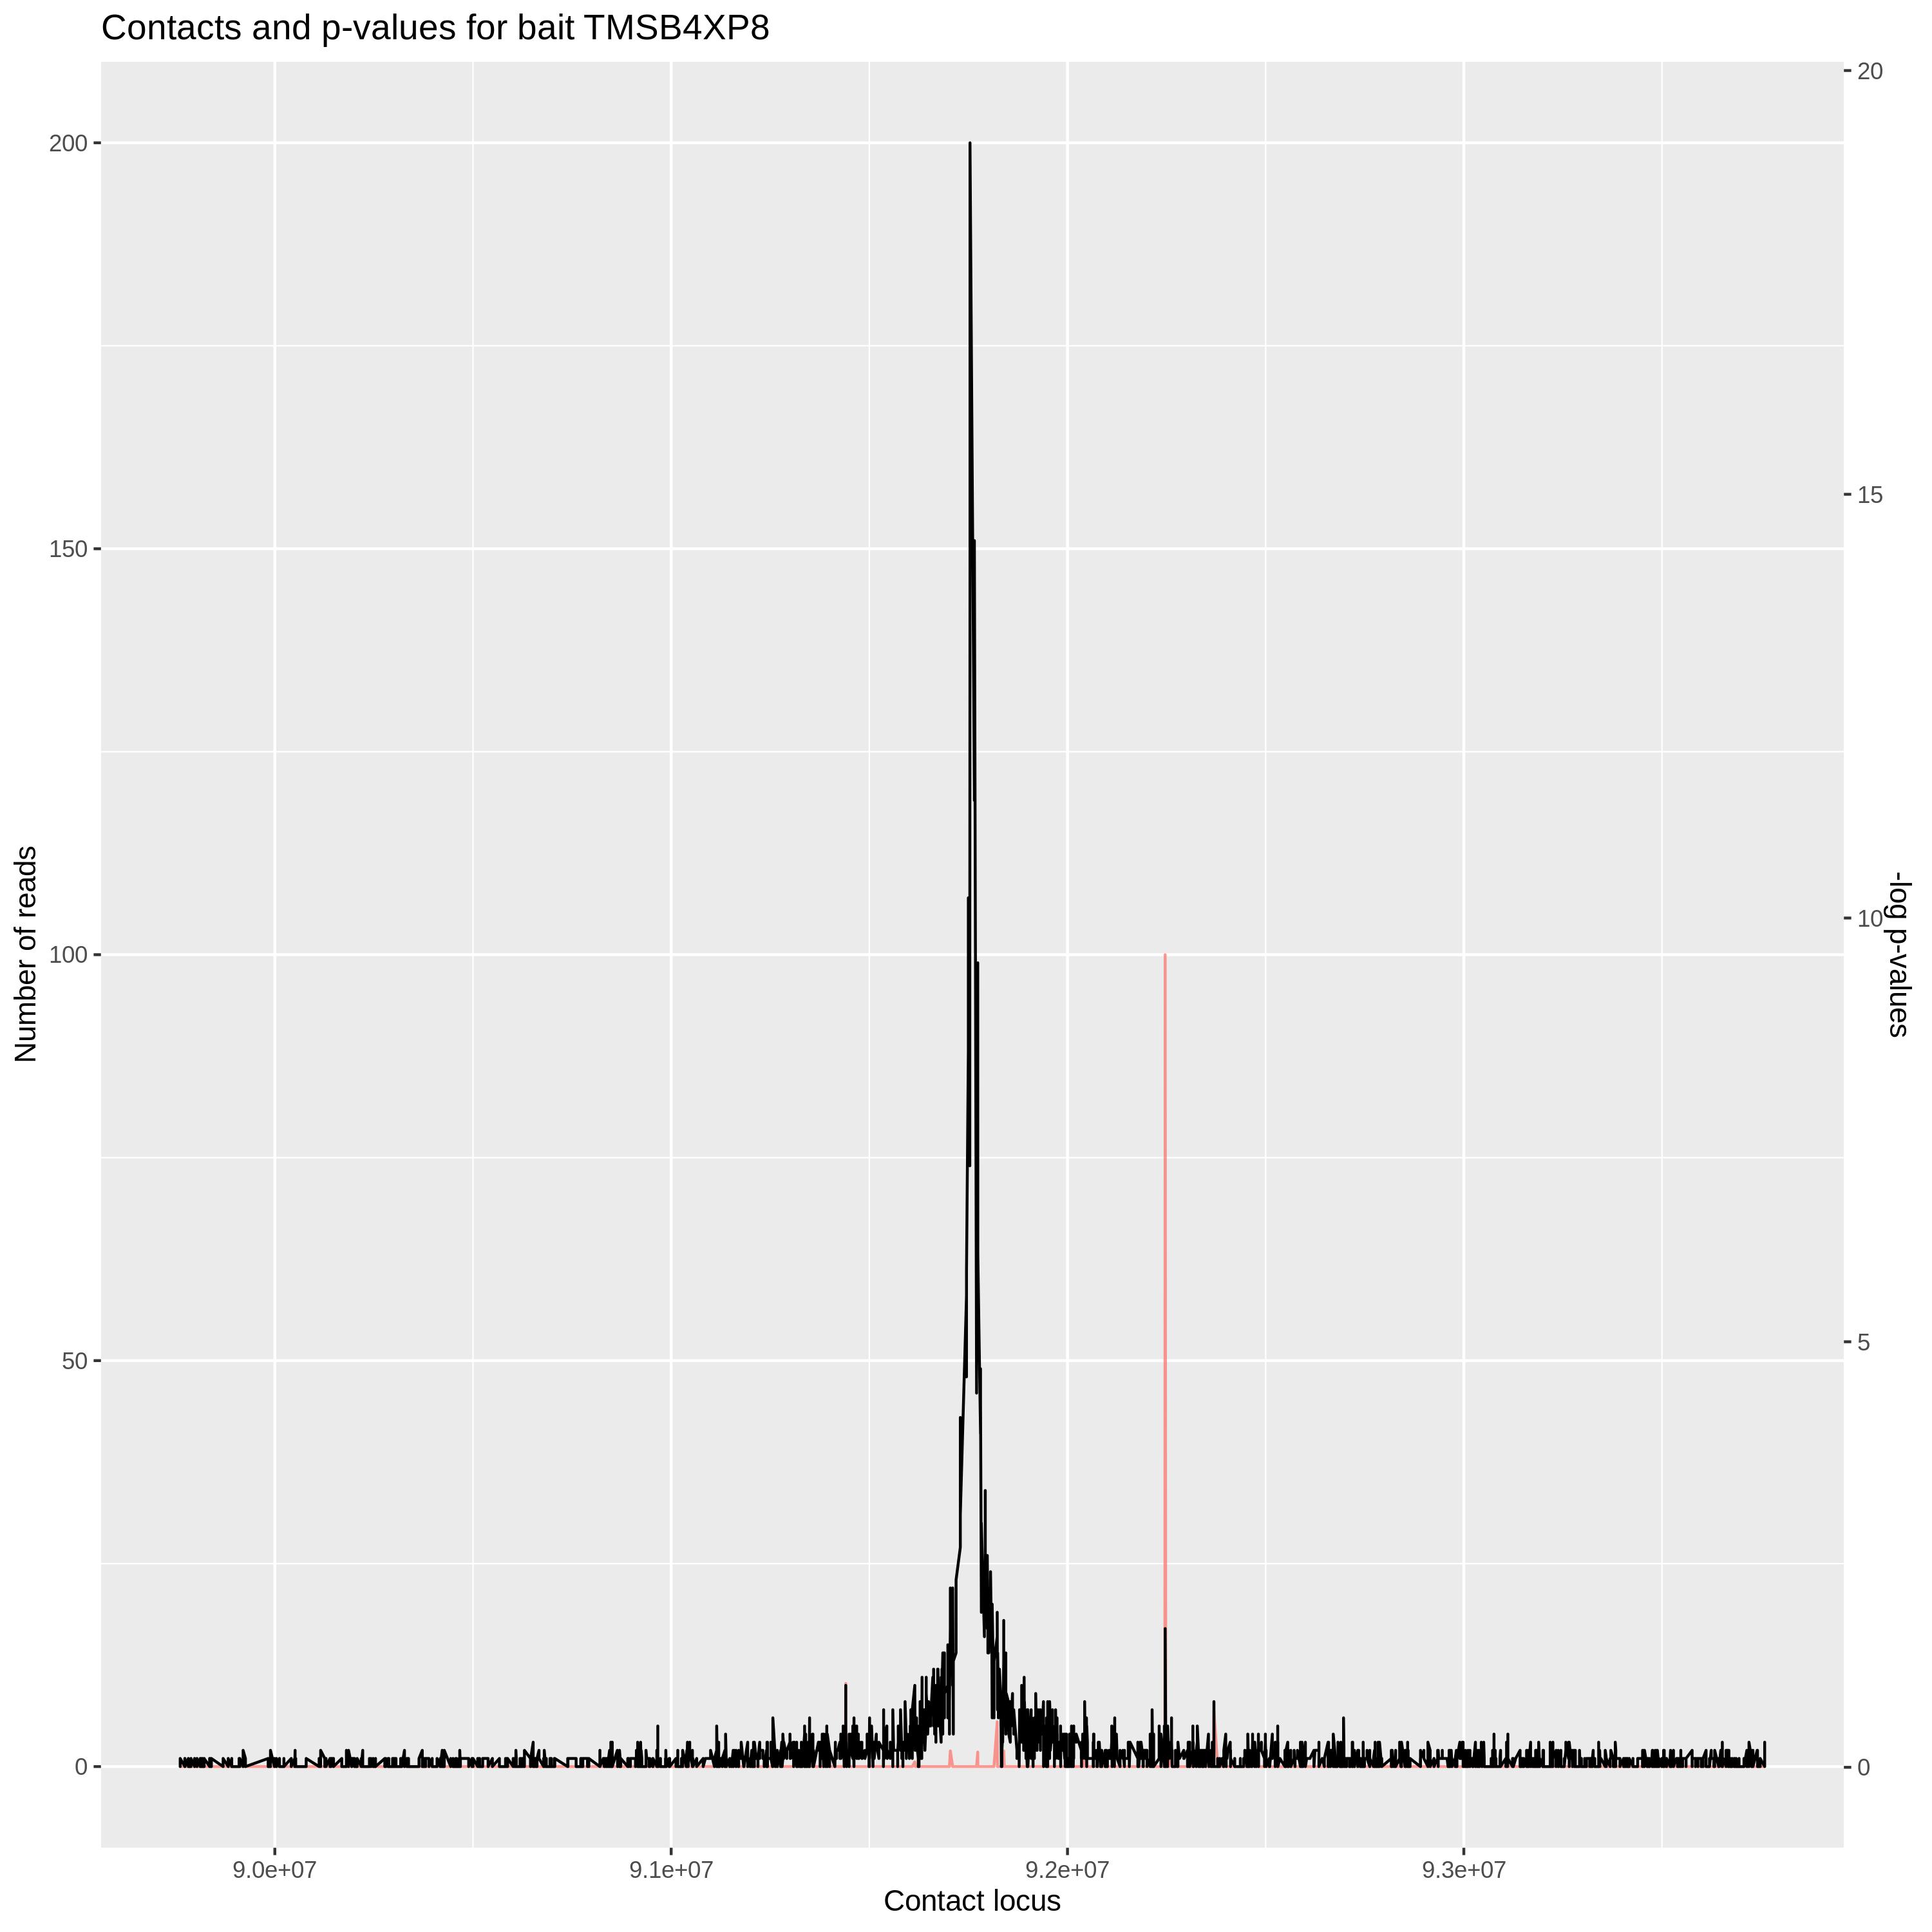 Contacts and p-values for bait TMSB4XP8
200
150
100
50
0
Number of reads
20
15
10
5
0
-log p-values
9.0e+07
9.1e+07
9.2e+07
9.3e+07
Contact locus